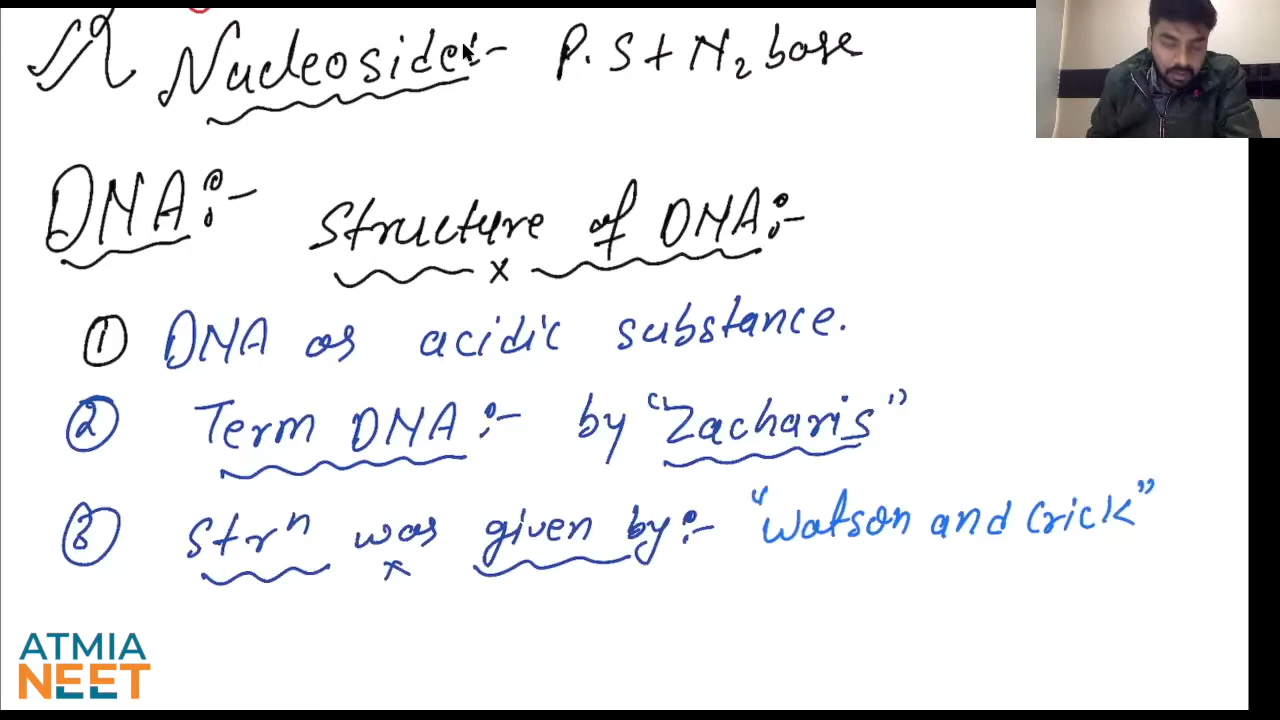 Nucleoside:- P.S + N2 base
DNA:- Structure of DNA:-
① DNA as acidic substance.
② Term DNA:- by "Zacharis"
③ Strn was given by:- "Watson and Crick"
ATMIA
NEET